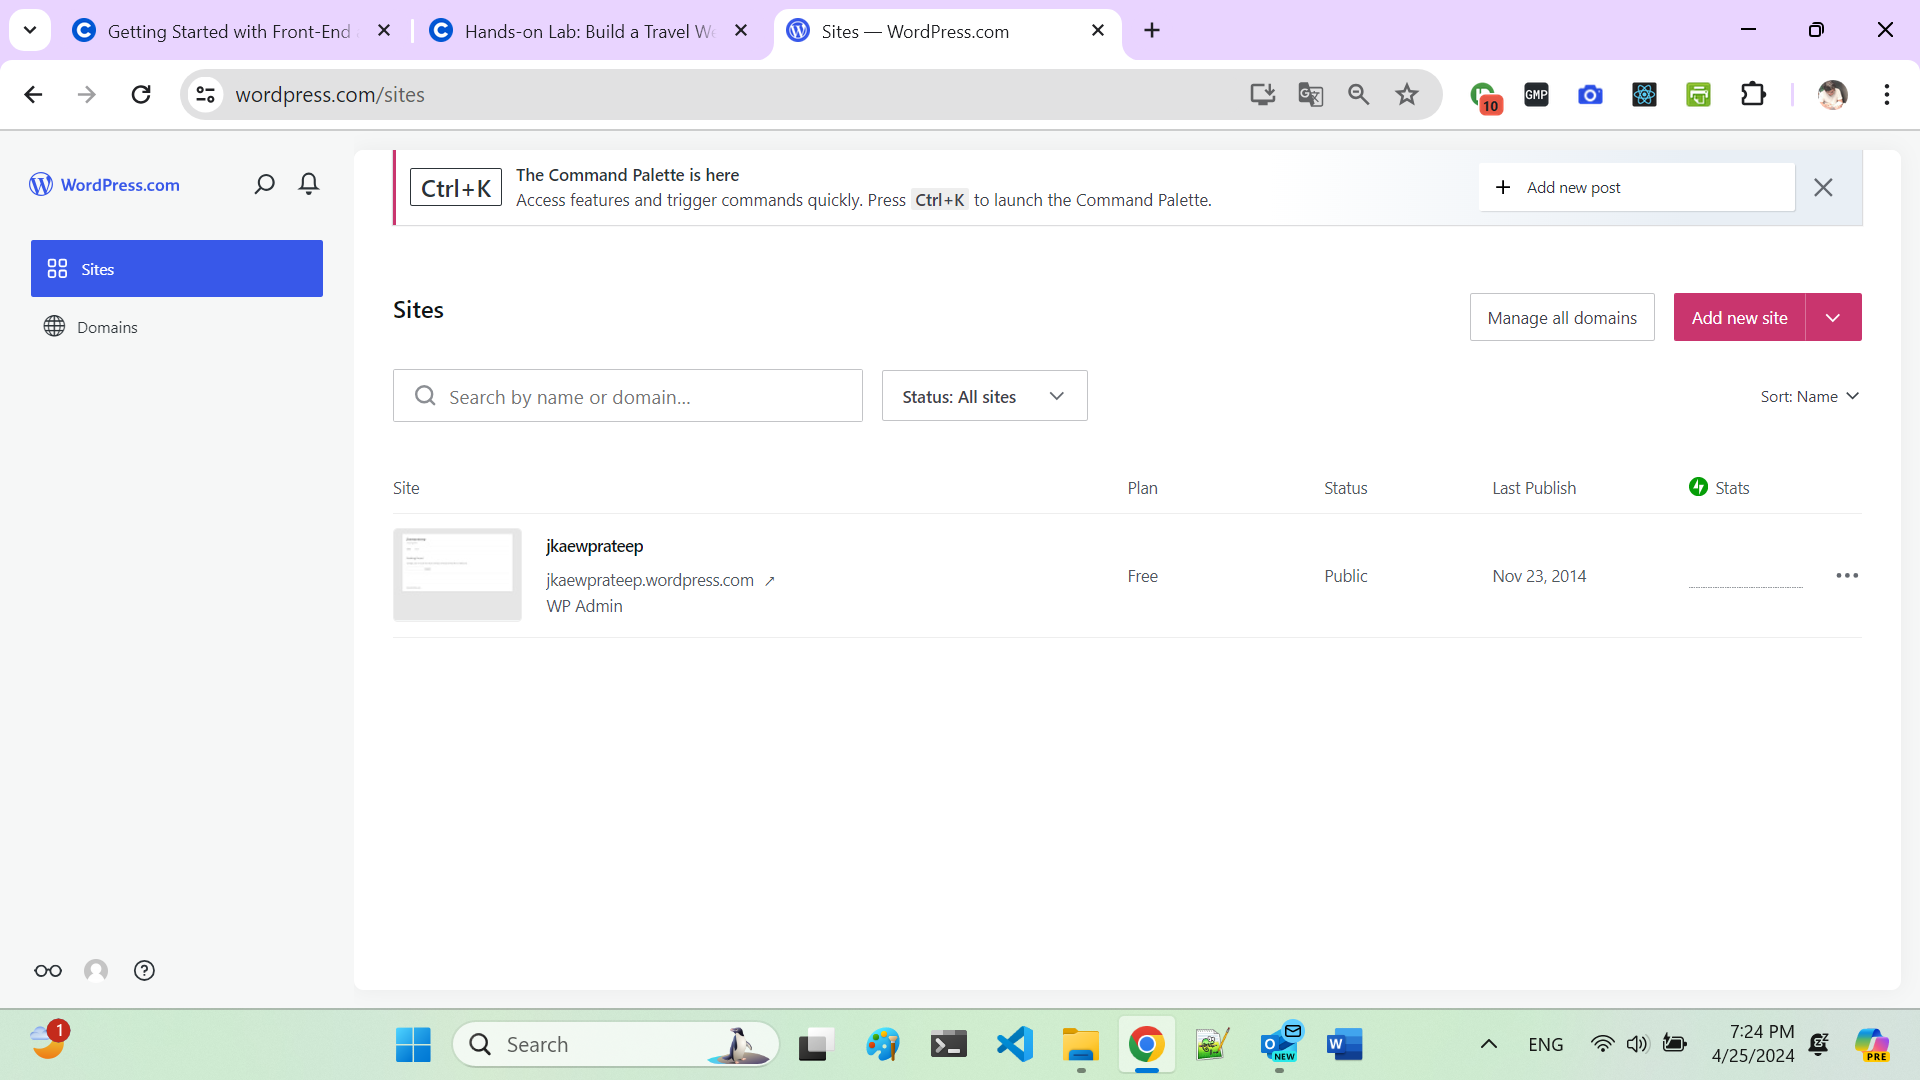 Getting Started with Front-End
Hands-on Lab: Build a Travel We
Sites — WordPress.com
wordpress.com/sites
10
GMP
WordPress.com
Ctrl+K
The Command Palette is here
Access features and trigger commands quickly. Press Ctrl+K to launch the Command Palette.
Add new post
Sites
Domains
Sites
Manage all domains
Add new site
Search by name or domain...
Status: All sites
Sort: Name
Site
Plan
Status
Last Publish
Stats
jkaewprateep
jkaewprateep.wordpress.com ↗
WP Admin
Free
Public
Nov 23, 2014
1
Search
NEW
ENG
7:24 PM
4/25/2024
PRE